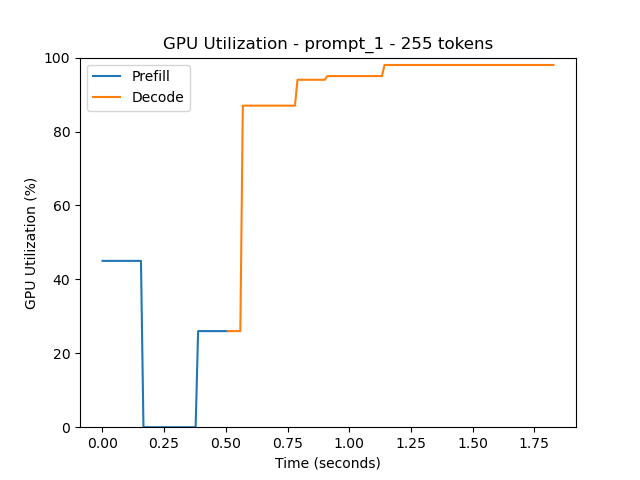 GPU Utilization - prompt_1 - 255 tokens
Prefill
Decode
GPU Utilization (%)
100
80
60
40
20
0
0.00 0.25 0.50 0.75 1.00 1.25 1.50 1.75
Time (seconds)